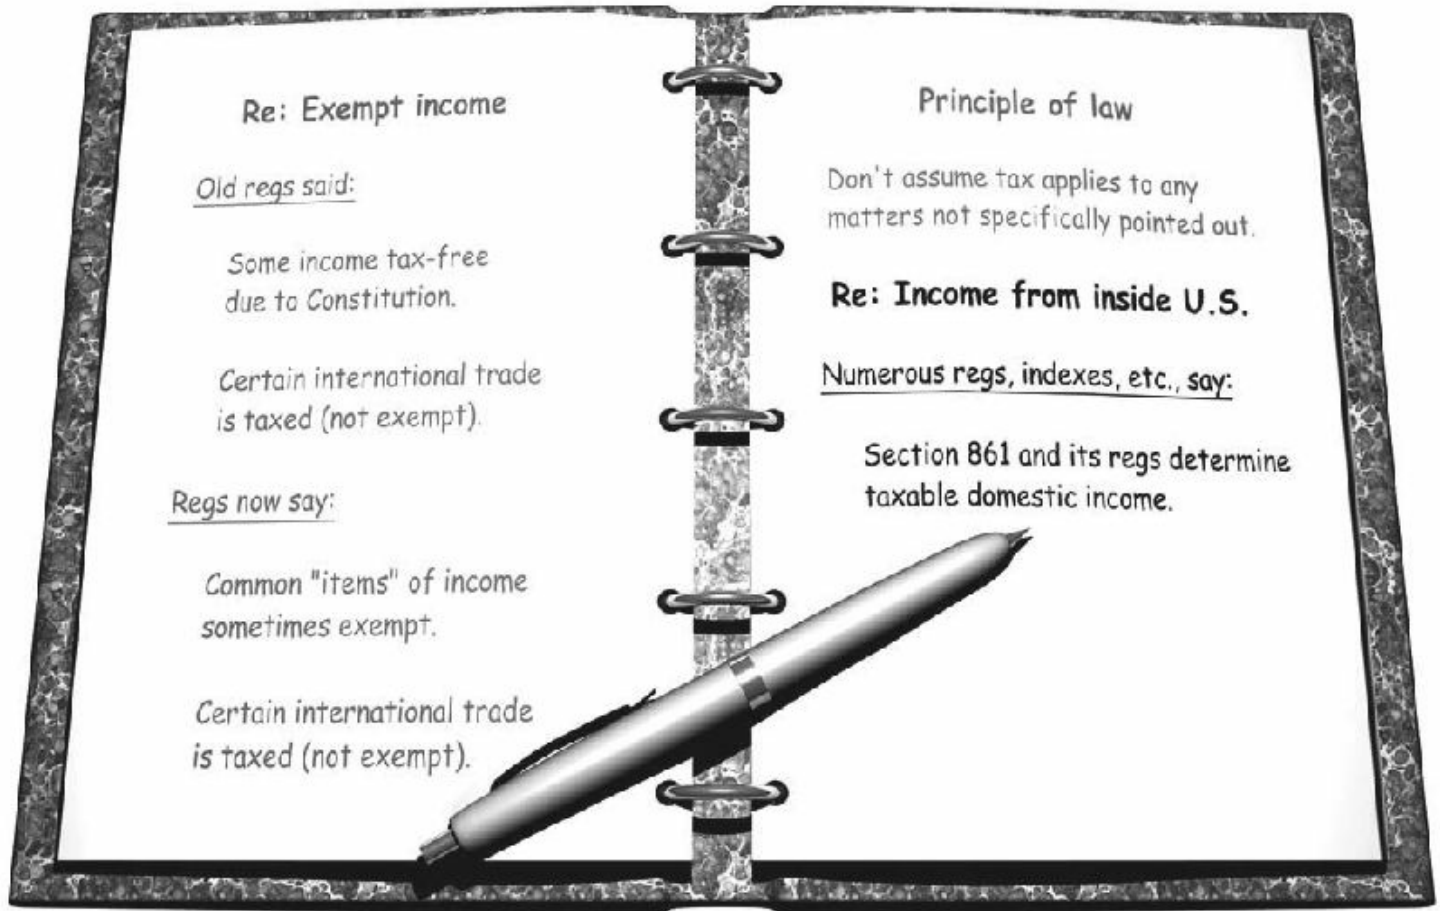 Re: Exempt income
Old regs said:
Some income tax-free
due to Constitution.
Certain international trade
is taxed (not exempt).
Regs now say:
Common "items" of income
sometimes exempt.
Certain international trade
is taxed (not exempt).
Principle of law
Don't assume tax applies to any
matters not specifically pointed out.
Re: Income from inside U.S.
Numerous regs, indexes, etc., say:
Section 861 and its regs determine
taxable domestic income.